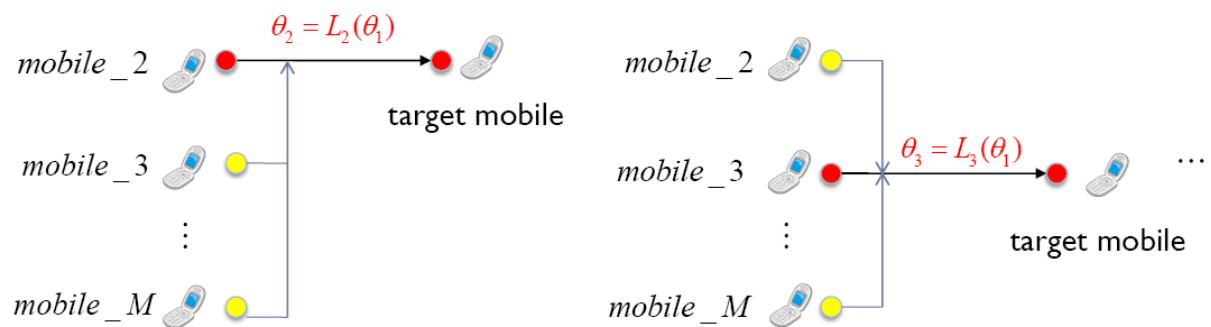 mobile_2
θ₂ = L₂(θ₁)
target mobile
mobile_3
⋮
mobile_M
mobile_2
mobile_3
θ₃ = L₃(θ₁)
...
target mobile
⋮
mobile_M